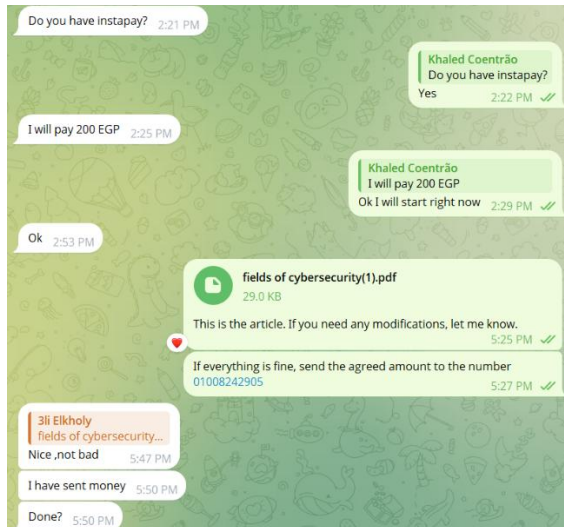 Do you have instapay? 2:21 PM
Khaled Coentrão
Do you have instapay?
Yes 2:22 PM
I will pay 200 EGP 2:25 PM
Khaled Coentrão
I will pay 200 EGP
Ok I will start right now 2:29 PM
Ok 2:53 PM
fields of cybersecurity(1).pdf
29.0 KB
This is the article. If you need any modifications, let me know.
5:25 PM
If everything is fine, send the agreed amount to the number
01008242905 5:27 PM
3li Elkholy
fields of cybersecurity...
Nice ,not bad 5:47 PM
I have sent money 5:50 PM
Done? 5:50 PM